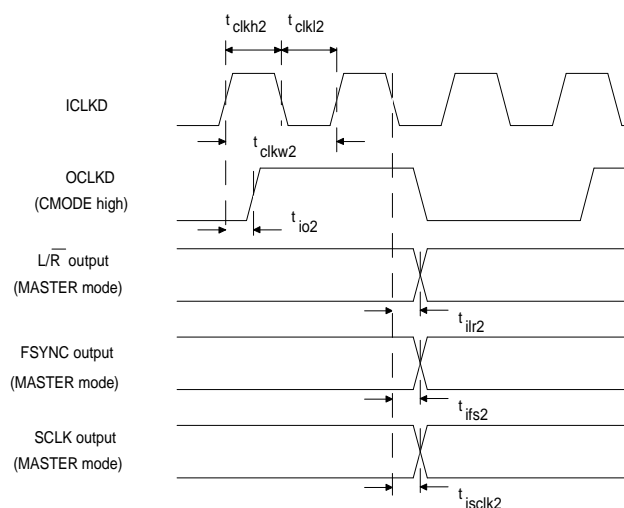 t clkh2 t clkl2
ICLKD
t clkw2
OCLKD
(CMODE high)
t io2
L/R̅ output
(MASTER mode)
t ilr2
FSYNC output
(MASTER mode)
t ifs2
SCLK output
(MASTER mode)
t isclk2